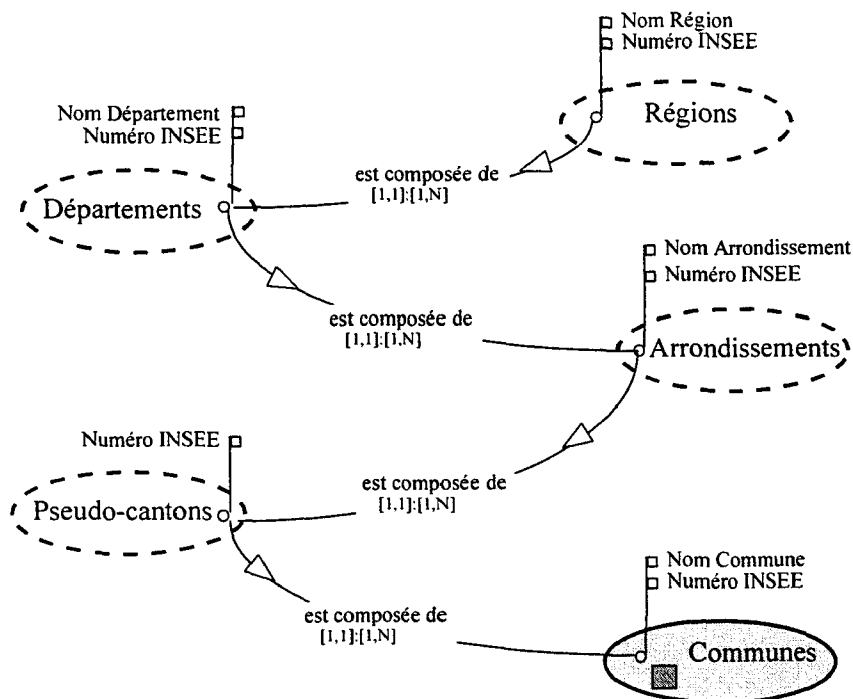 Nom Région
Numéro INSEE
Régions
Nom Département
Numéro INSEE
Départements
est composée de
[1,1]:[1,N]
Nom Arrondissement
Numéro INSEE
Arrondissements
est composée de
[1,1]:[1,N]
Numéro INSEE
Pseudo-cantons
est composée de
[1,1]:[1,N]
Nom Commune
Numéro INSEE
Communes
est composée de
[1,1]:[1,N]